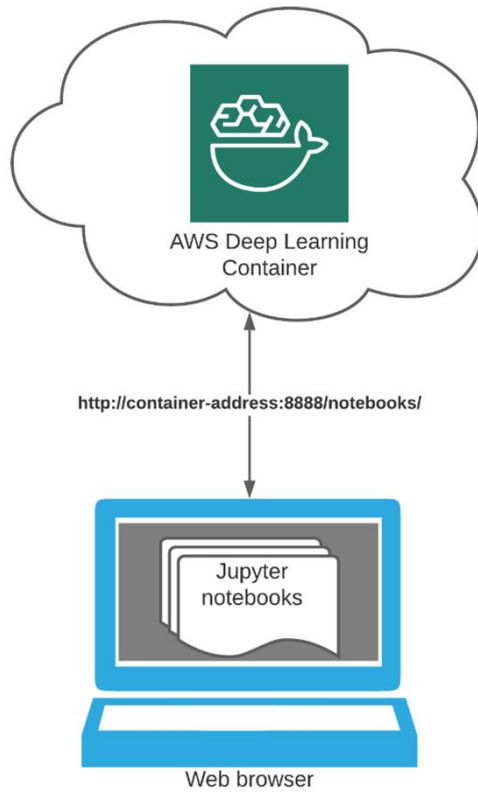 AWS Deep Learning
Container
http://container-address:8888/notebooks/
Jupyter
notebooks
Web browser